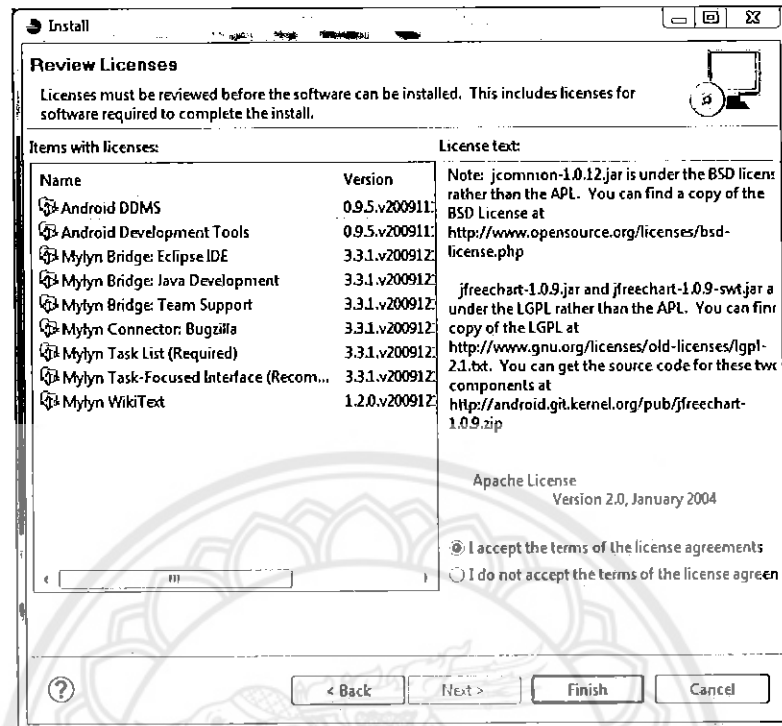 Install
Review Licenses
Licenses must be reviewed before the software can be installed. This includes licenses for
software required to complete the install.
Items with licenses:
Name Version
Android DDMS 0.9.5.v200911
Android Development Tools 0.9.5.v200911
Mylyn Bridge: Eclipse IDE 3.3.1.v200912
Mylyn Bridge: Java Development 3.3.1.v200912
Mylyn Bridge: Team Support 3.3.1.v200912
Mylyn Connector: Bugzilla 3.3.1.v200912
Mylyn Task List (Required) 3.3.1.v200912
Mylyn Task-Focused Interface (Recom... 3.3.1.v200912
Mylyn WikiText 1.2.0.v200912
License text:
Note: jcommon-1.0.12.jar is under the BSD licens
rather than the APL. You can find a copy of the
BSD License at
http://www.opensource.org/licenses/bsd-
license.php
jfreechart-1.0.9.jar and jfreechart-1.0.9-swt.jar a
under the LGPL rather than the APL. You can find
copy of the LGPL at
http://www.gnu.org/licenses/old-licenses/lgpl-
2.1.txt. You can get the source code for these two
components at
http://android.git.kernel.org/pub/jfreechart-
1.0.9.zip
Apache License
Version 2.0, January 2004
I accept the terms of the license agreements
I do not accept the terms of the license agreen
? < Back Next > Finish Cancel